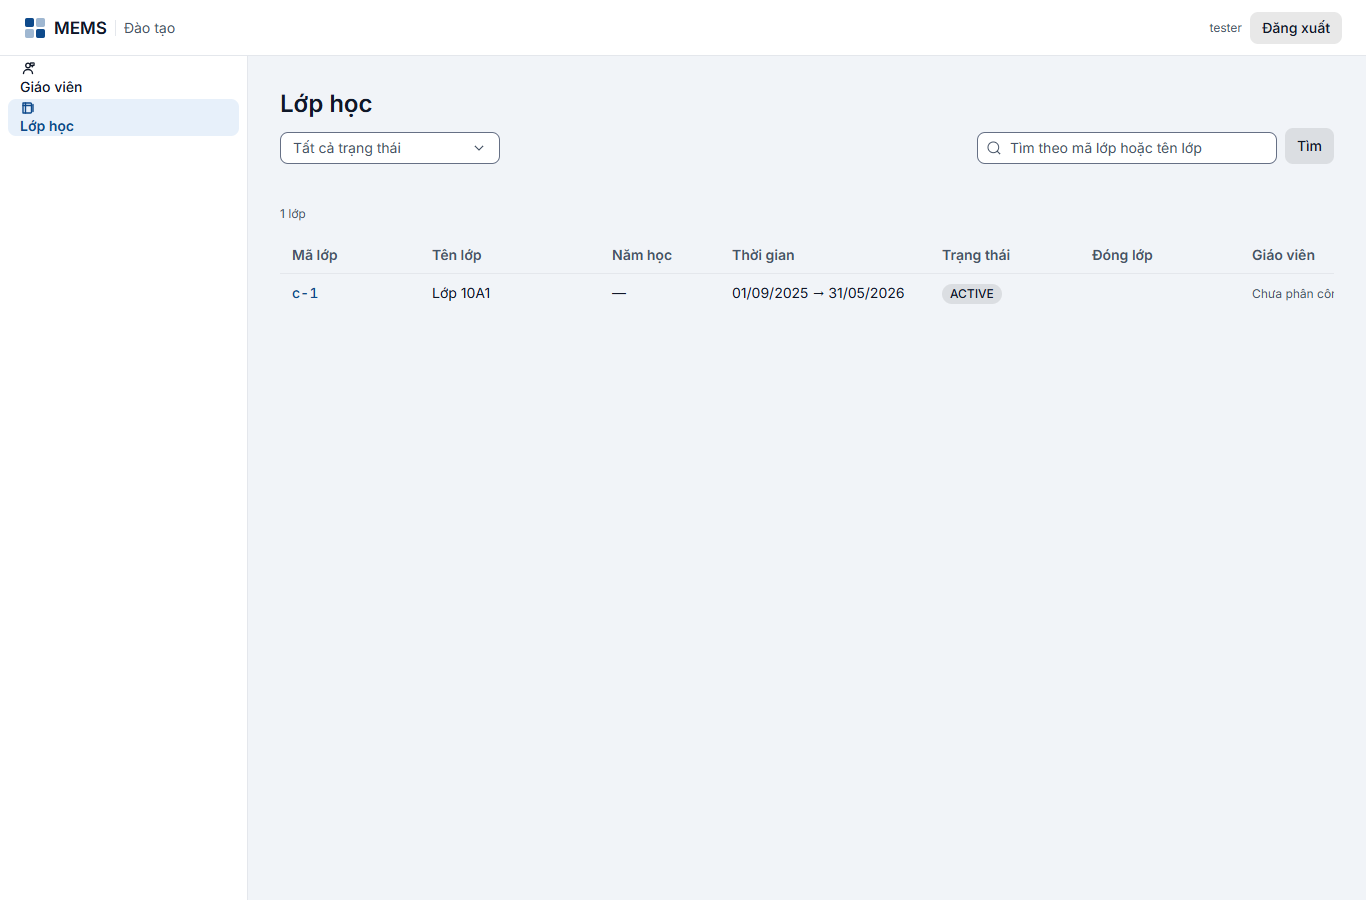 MEMS Đào tạo tester Đăng xuất
Giáo viên
Lớp học
Lớp học
Tất cả trạng thái Tìm theo mã lớp hoặc tên lớp Tìm
1 lớp
Mã lớp Tên lớp Năm học Thời gian Trạng thái Đóng lớp Giáo viên
c-1 Lớp 10A1 — 01/09/2025 → 31/05/2026 ACTIVE Chưa phân